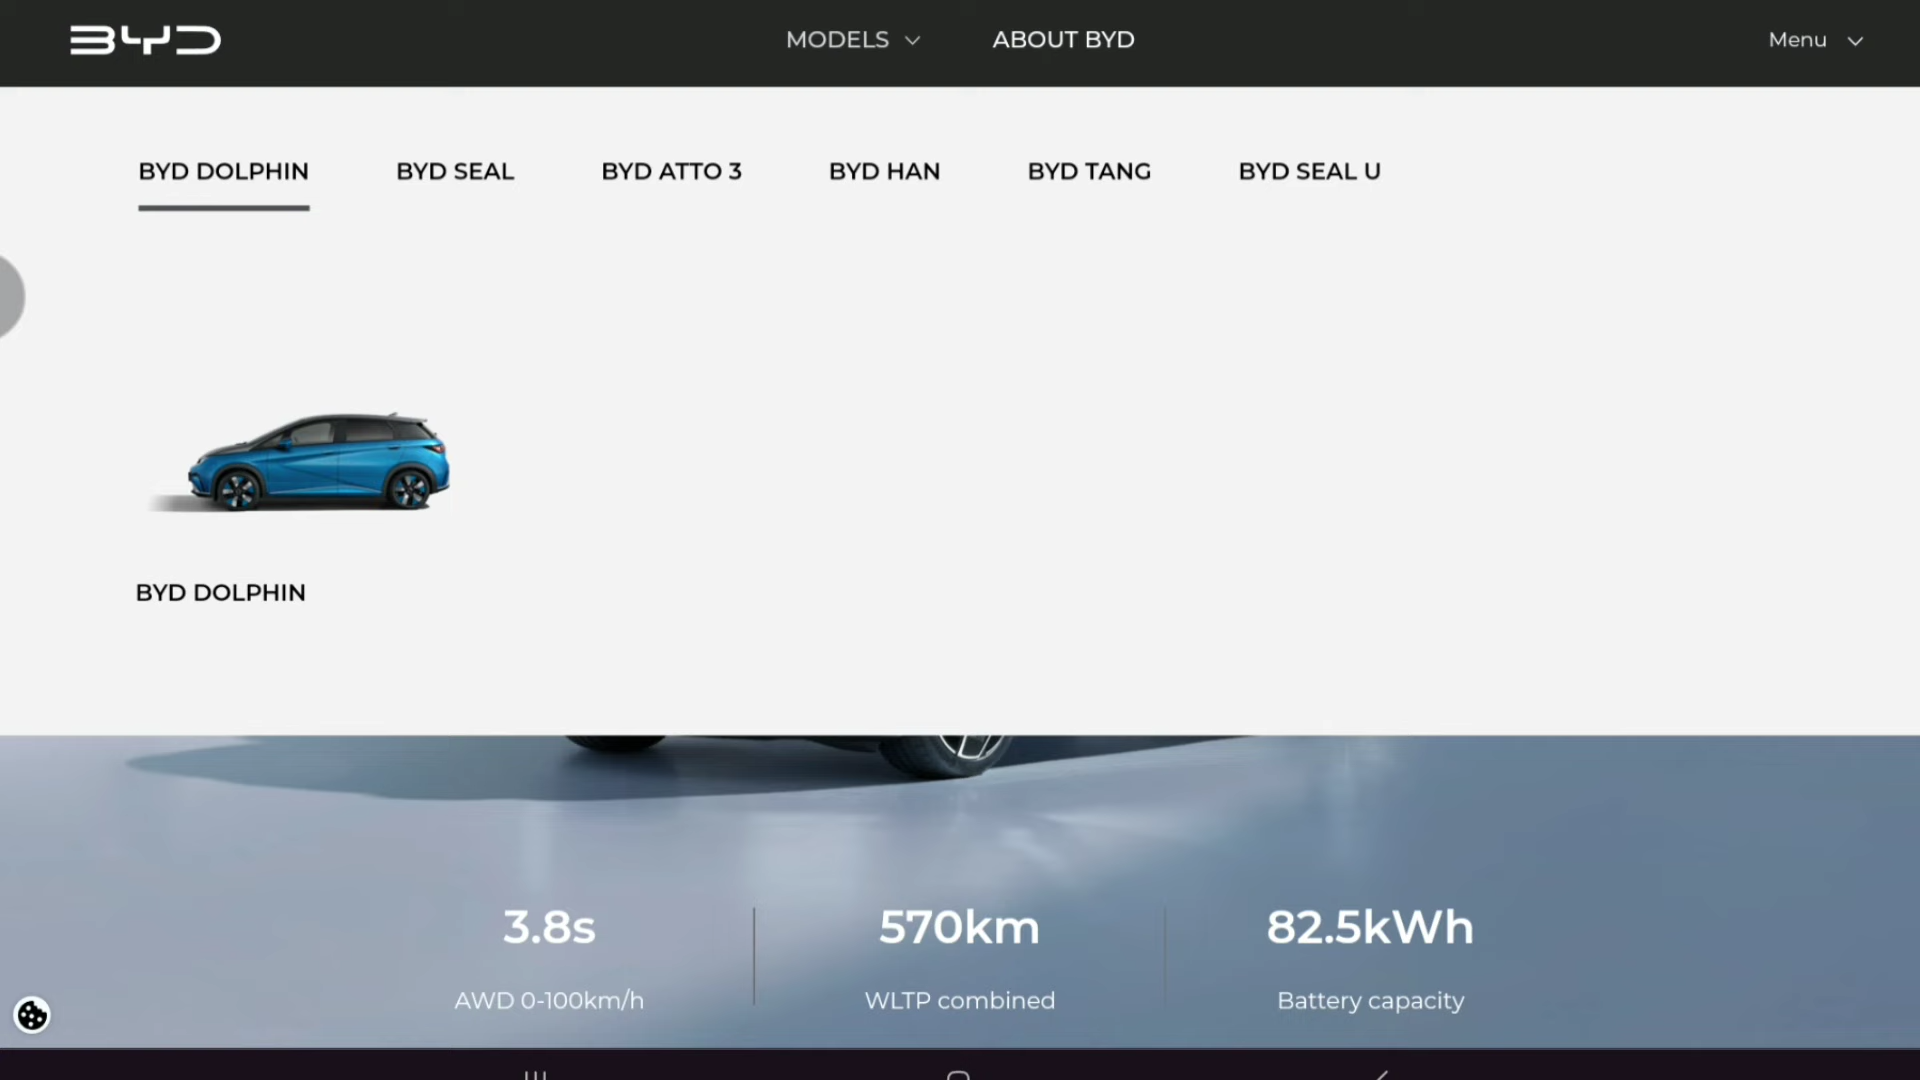 BYD
MODELS
ABOUT BYD
Menu
BYD DOLPHIN
BYD SEAL
BYD ATTO 3
BYD HAN
BYD TANG
BYD SEAL U
BYD DOLPHIN
3.8s
570km
82.5kWh
AWD 0-100km/h
WLTP combined
Battery capacity